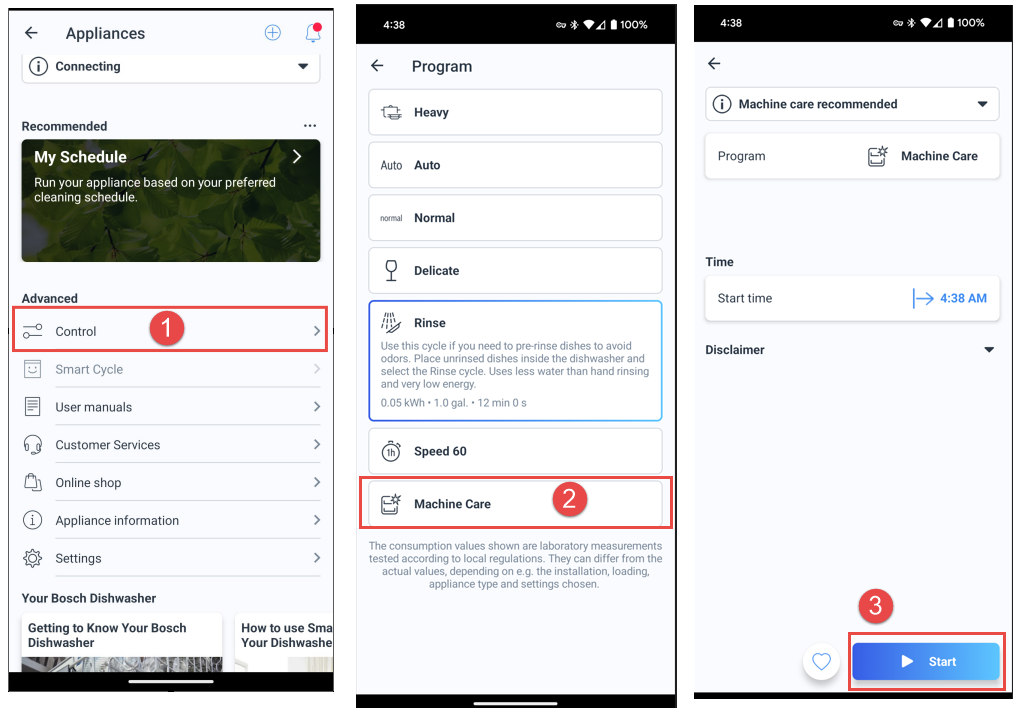 Appliances
Connecting
Recommended
...
My Schedule
Run your appliance based on your preferred
cleaning schedule.
Advanced
Control
1
Smart Cycle
User manuals
Customer Services
Online shop
Appliance information
Settings
Your Bosch Dishwasher
Getting to Know Your Bosch
Dishwasher
How to use Sma
Your Dishwashe
4:38
100%
Program
Heavy
Auto
Auto
normal
Normal
Delicate
Rinse
Use this cycle if you need to pre-rinse dishes to avoid
odors. Place unrinsed dishes inside the dishwasher and
select the Rinse cycle. Uses less water than hand rinsing
and very low energy.
0.05 kWh • 1.0 gal. • 12 min 0 s
1h
Speed 60
Machine Care
2
The consumption values shown are laboratory measurements
tested according to local regulations. They can differ from the
actual values, depending on e.g. the installation, loading,
appliance type and settings chosen.
4:38
100%
Machine care recommended
Program
Machine Care
Time
Start time
4:38 AM
Disclaimer
3
Start